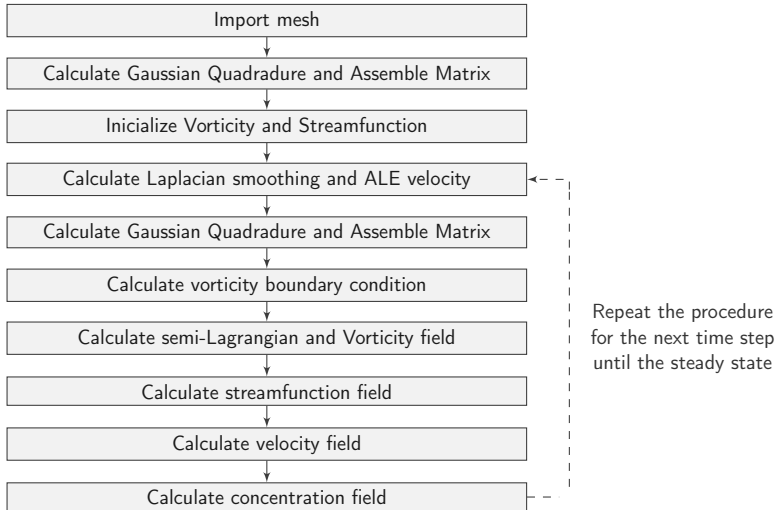 Import mesh
Calculate Gaussian Quadradure and Assemble Matrix
Inicialize Vorticity and Streamfunction
Calculate Laplacian smoothing and ALE velocity
Calculate Gaussian Quadradure and Assemble Matrix
Calculate vorticity boundary condition
Calculate semi-Lagrangian and Vorticity field
Calculate streamfunction field
Calculate velocity field
Calculate concentration field
Repeat the procedure
for the next time step
until the steady state